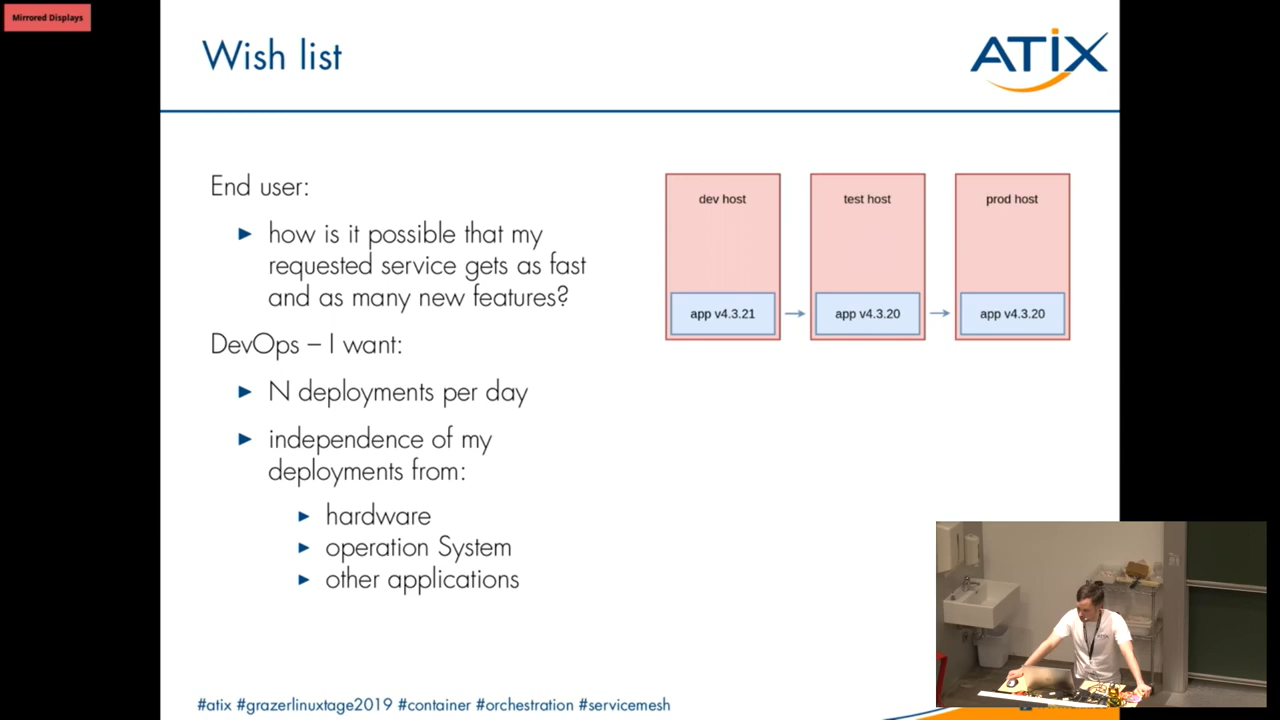 Mirrored Displays
Wish list
ATIX
End user:
how is it possible that my
requested service gets as fast
and as many new features?
DevOps – I want:
N deployments per day
independence of my
deployments from:
hardware
operation System
other applications
dev host
test host
prod host
app v4.3.21
app v4.3.20
app v4.3.20
#atix #grazerlinuxtage2019 #container #orchestration #servicemesh